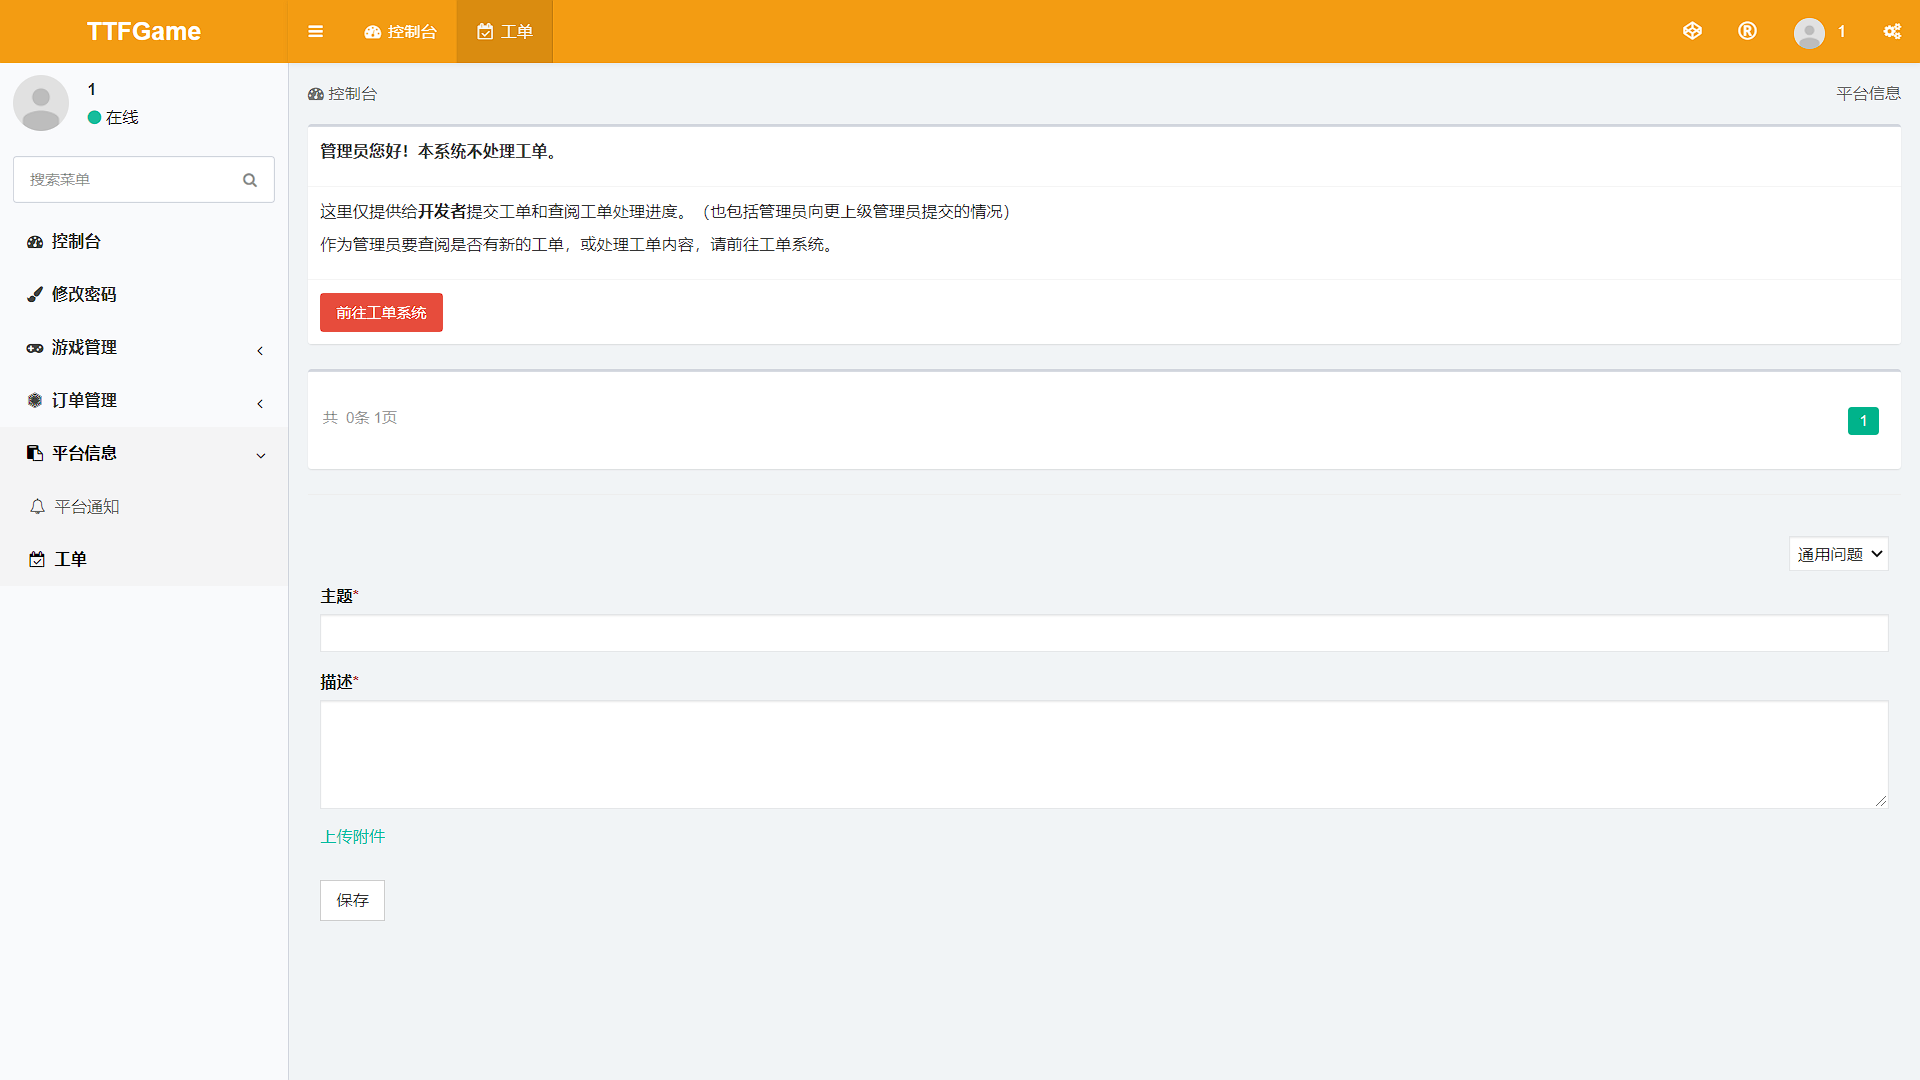 TTFGame
控制台
工单
1
1
在线
搜索菜单
控制台
修改密码
游戏管理
订单管理
平台信息
平台通知
工单
控制台
平台信息
管理员您好！本系统不处理工单。
这里仅提供给开发者提交工单和查阅工单处理进度。（也包括管理员向更上级管理员提交的情况）
作为管理员要查阅是否有新的工单，或处理工单内容，请前往工单系统。
前往工单系统
共 0条 1页
1
通用问题
主题*
描述*
上传附件
保存